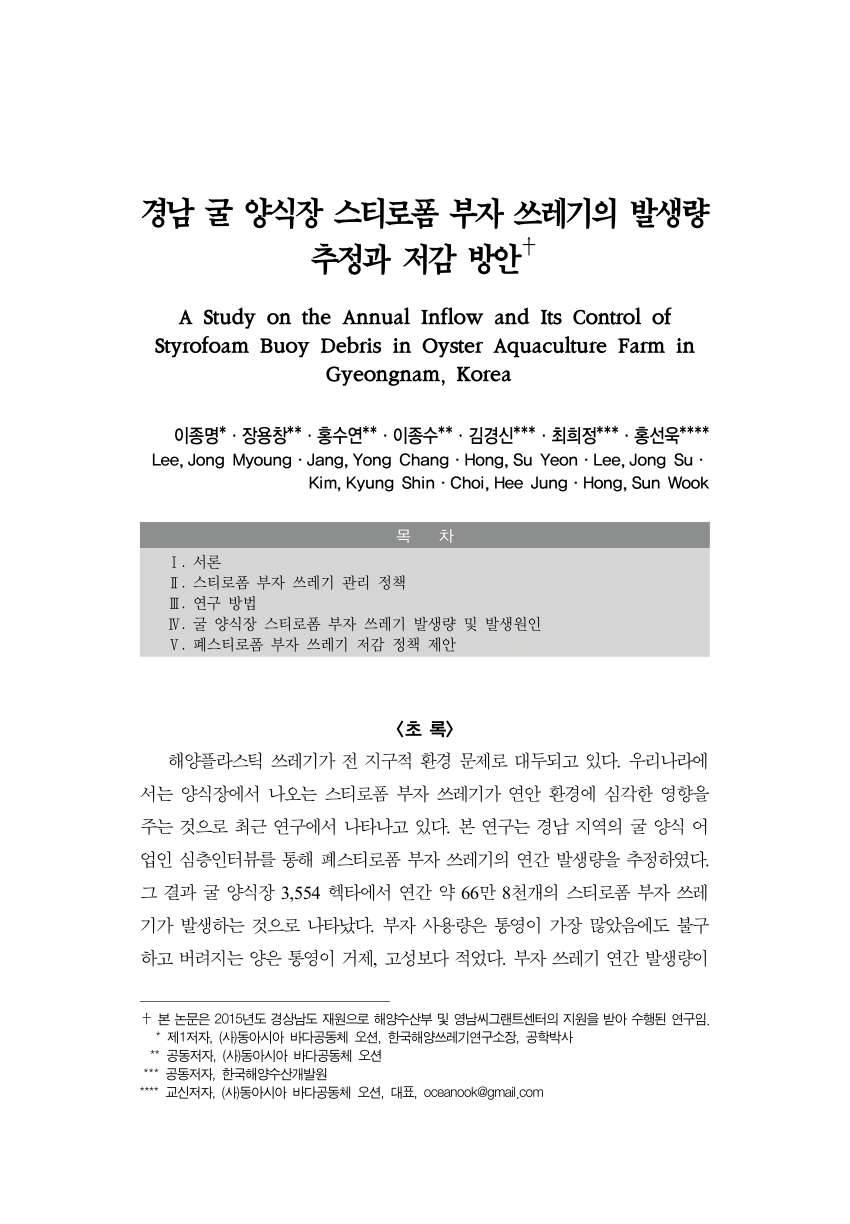 경남 굴 양식장 스티로폼 부자 쓰레기의 발생량
추정과 저감 방안†
A Study on the Annual Inflow and Its Control of
Styrofoam Buoy Debris in Oyster Aquaculture Farm in
Gyeongnam, Korea
이종명*·장용창**·홍수연**·이종수**·김경신***·최희정***·홍선욱****
Lee, Jong Myoung·Jang, Yong Chang·Hong, Su Yeon·Lee, Jong Su·
Kim, Kyung Shin·Choi, Hee Jung·Hong, Sun Wook
목 차
Ⅰ. 서론
Ⅱ. 스티로폼 부자 쓰레기 관리 정책
Ⅲ. 연구 방법
Ⅳ. 굴 양식장 스티로폼 부자 쓰레기 발생량 및 발생원인
Ⅴ. 폐스티로폼 부자 쓰레기 저감 정책 제안
〈초 록〉
해양플라스틱 쓰레기가 전 지구적 환경 문제로 대두되고 있다. 우리나라에
서는 양식장에서 나오는 스티로폼 부자 쓰레기가 연안 환경에 심각한 영향을
주는 것으로 최근 연구에서 나타나고 있다. 본 연구는 경남 지역의 굴 양식 어
업인 심층인터뷰를 통해 폐스티로폼 부자 쓰레기의 연간 발생량을 추정하였다.
그 결과 굴 양식장 3,554 헥타에서 연간 약 66만 8천개의 스티로폼 부자 쓰레
기가 발생하는 것으로 나타났다. 부자 사용량은 통영이 가장 많았음에도 불구
하고 버려지는 양은 통영이 거제, 고성보다 적었다. 부자 쓰레기 연간 발생량이
† 본 논문은 2015년도 경상남도 재원으로 해양수산부 및 영남씨그랜트센터의 지원을 받아 수행된 연구임.
* 제1저자, (사)동아시아 바다공동체 오션, 한국해양쓰레기연구소장, 공학박사
** 공동저자, (사)동아시아 바다공동체 오션
*** 공동저자, 한국해양수산개발원
**** 교신저자, (사)동아시아 바다공동체 오션, 대표, oceanook@gmail.com